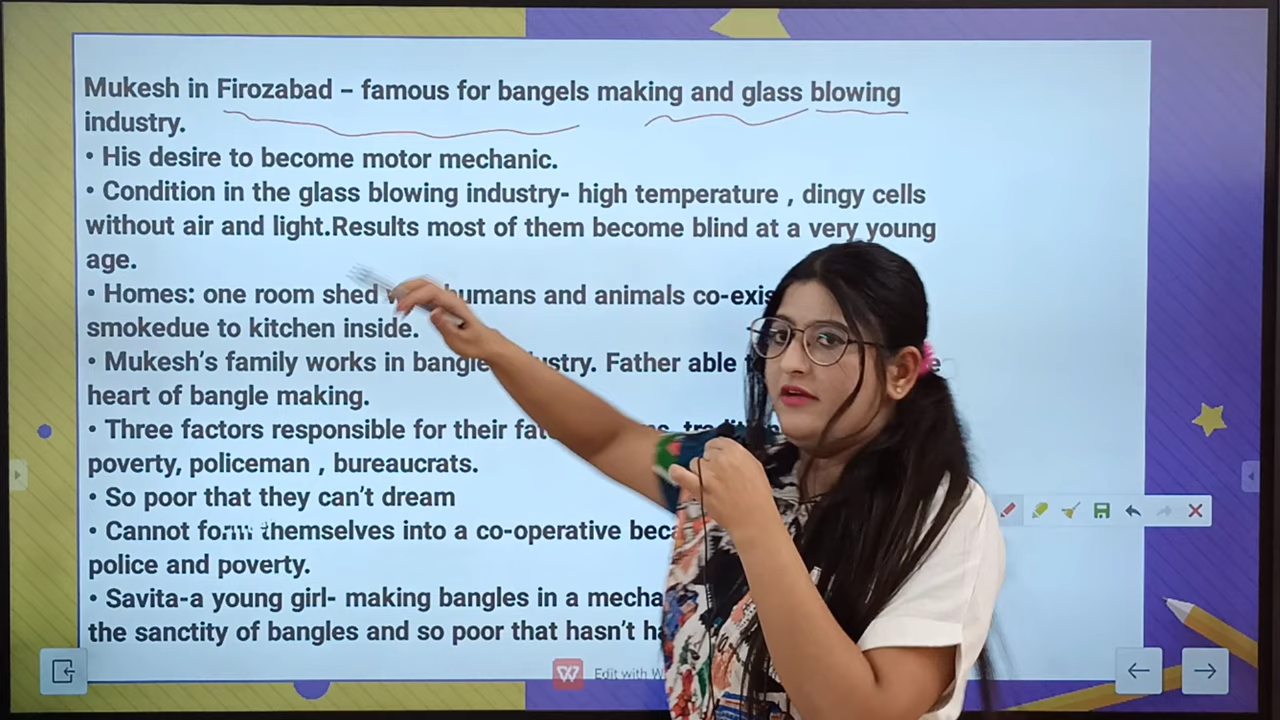 Mukesh in Firozabad – famous for bangels making and glass blowing
industry.
• His desire to become motor mechanic.
• Condition in the glass blowing industry- high temperature , dingy cells
without air and light.Results most of them become blind at a very young
age.
• Homes: one room shed humans and animals co-exis
smokedue to kitchen inside.
• Mukesh's family works in bangle stry. Father able
heart of bangle making.
• Three factors responsible for their
poverty, policeman , bureaucrats.
• So poor that they can't dream
• Cannot form themselves into a co-operative beca
police and poverty.
• Savita-a young girl- making bangles in a mecha
the sanctity of bangles and so poor that hasn't
Edit with W